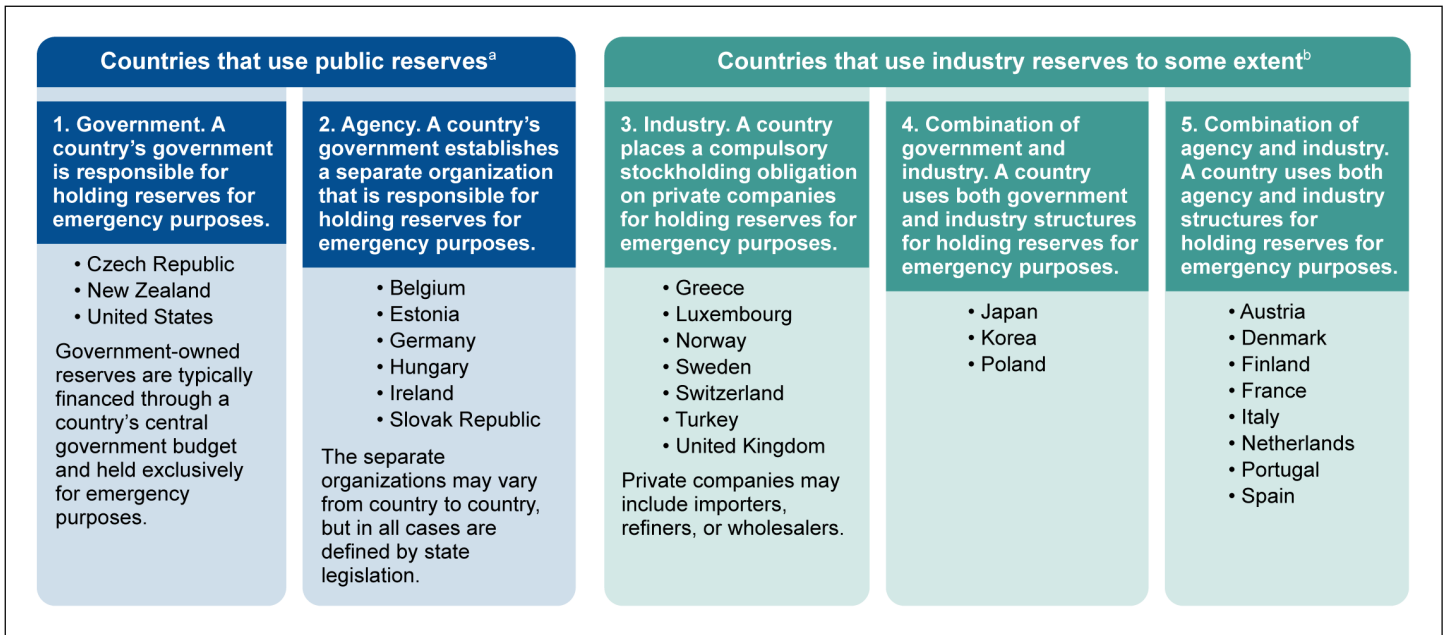 Countries that use public reservesa
1. Government. A
country's government
is responsible for
holding reserves for
emergency purposes.
• Czech Republic
• New Zealand
• United States
Government-owned
reserves are typically
financed through a
country's central
government budget
and held exclusively
for emergency
purposes.
2. Agency. A country's
government establishes
a separate organization
that is responsible for
holding reserves for
emergency purposes.
• Belgium
• Estonia
• Germany
• Hungary
• Ireland
• Slovak Republic
The separate
organizations may vary
from country to country,
but in all cases are
defined by state
legislation.
Countries that use industry reserves to some extentb
3. Industry. A country
places a compulsory
stockholding obligation
on private companies
for holding reserves for
emergency purposes.
• Greece
• Luxembourg
• Norway
• Sweden
• Switzerland
• Turkey
• United Kingdom
Private companies may
include importers,
refiners, or wholesalers.
4. Combination of
government and
industry. A country
uses both government
and industry structures
for holding reserves for
emergency purposes.
• Japan
• Korea
• Poland
5. Combination of
agency and industry.
A country uses both
agency and industry
structures for
holding reserves for
emergency purposes.
• Austria
• Denmark
• Finland
• France
• Italy
• Netherlands
• Portugal
• Spain